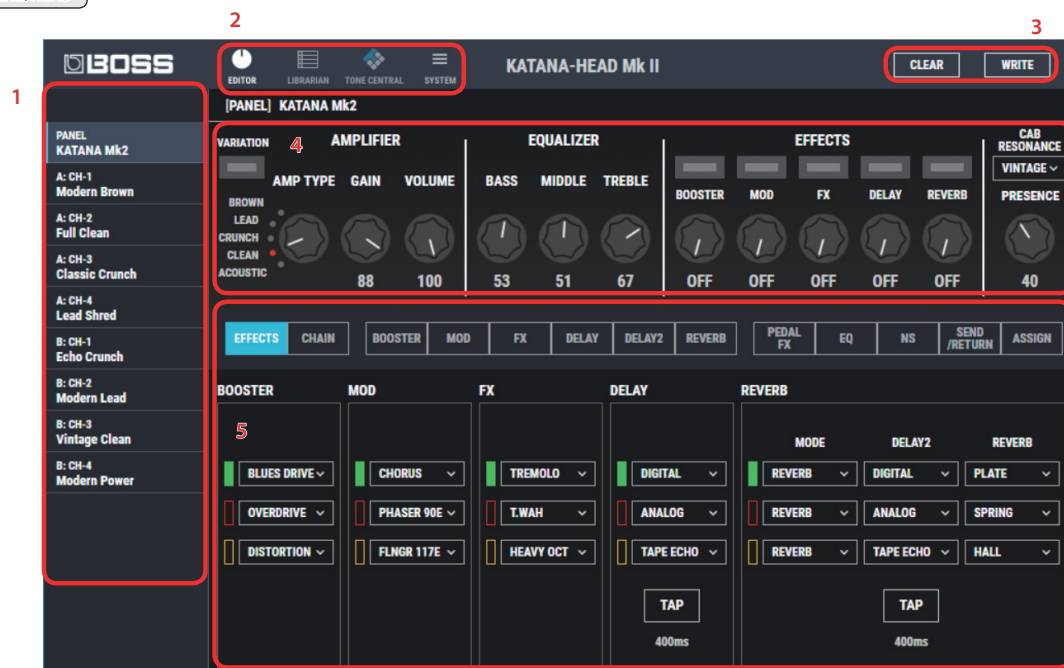 2
3
1
BOSS
EDITOR LIBRARIAN TONE CENTRAL SYSTEM
KATANA-HEAD Mk II
CLEAR WRITE
[PANEL] KATANA Mk2
PANEL
KATANA Mk2
A: CH-1
Modern Brown
A: CH-2
Full Clean
A: CH-3
Classic Crunch
A: CH-4
Lead Shred
B: CH-1
Echo Crunch
B: CH-2
Modern Lead
B: CH-3
Vintage Clean
B: CH-4
Modern Power
VARIATION 4 AMPLIFIER EQUALIZER EFFECTS CAB
RESONANCE
VINTAGE
AMP TYPE GAIN VOLUME BASS MIDDLE TREBLE BOOSTER MOD FX DELAY REVERB PRESENCE
BROWN
LEAD
CRUNCH
CLEAN
ACOUSTIC
88 100 53 51 67 OFF OFF OFF OFF OFF 40
EFFECTS CHAIN BOOSTER MOD FX DELAY DELAY2 REVERB PEDAL
FX EQ NS SEND
/RETURN ASSIGN
BOOSTER MOD FX DELAY REVERB
5
MODE DELAY2 REVERB
BLUES DRIVE CHORUS TREMOLO DIGITAL REVERB DIGITAL PLATE
OVERDRIVE PHASER 90E T.WAH ANALOG REVERB ANALOG SPRING
DISTORTION FLNGR 117E HEAVY OCT TAPE ECHO REVERB TAPE ECHO HALL
TAP TAP
400ms 400ms